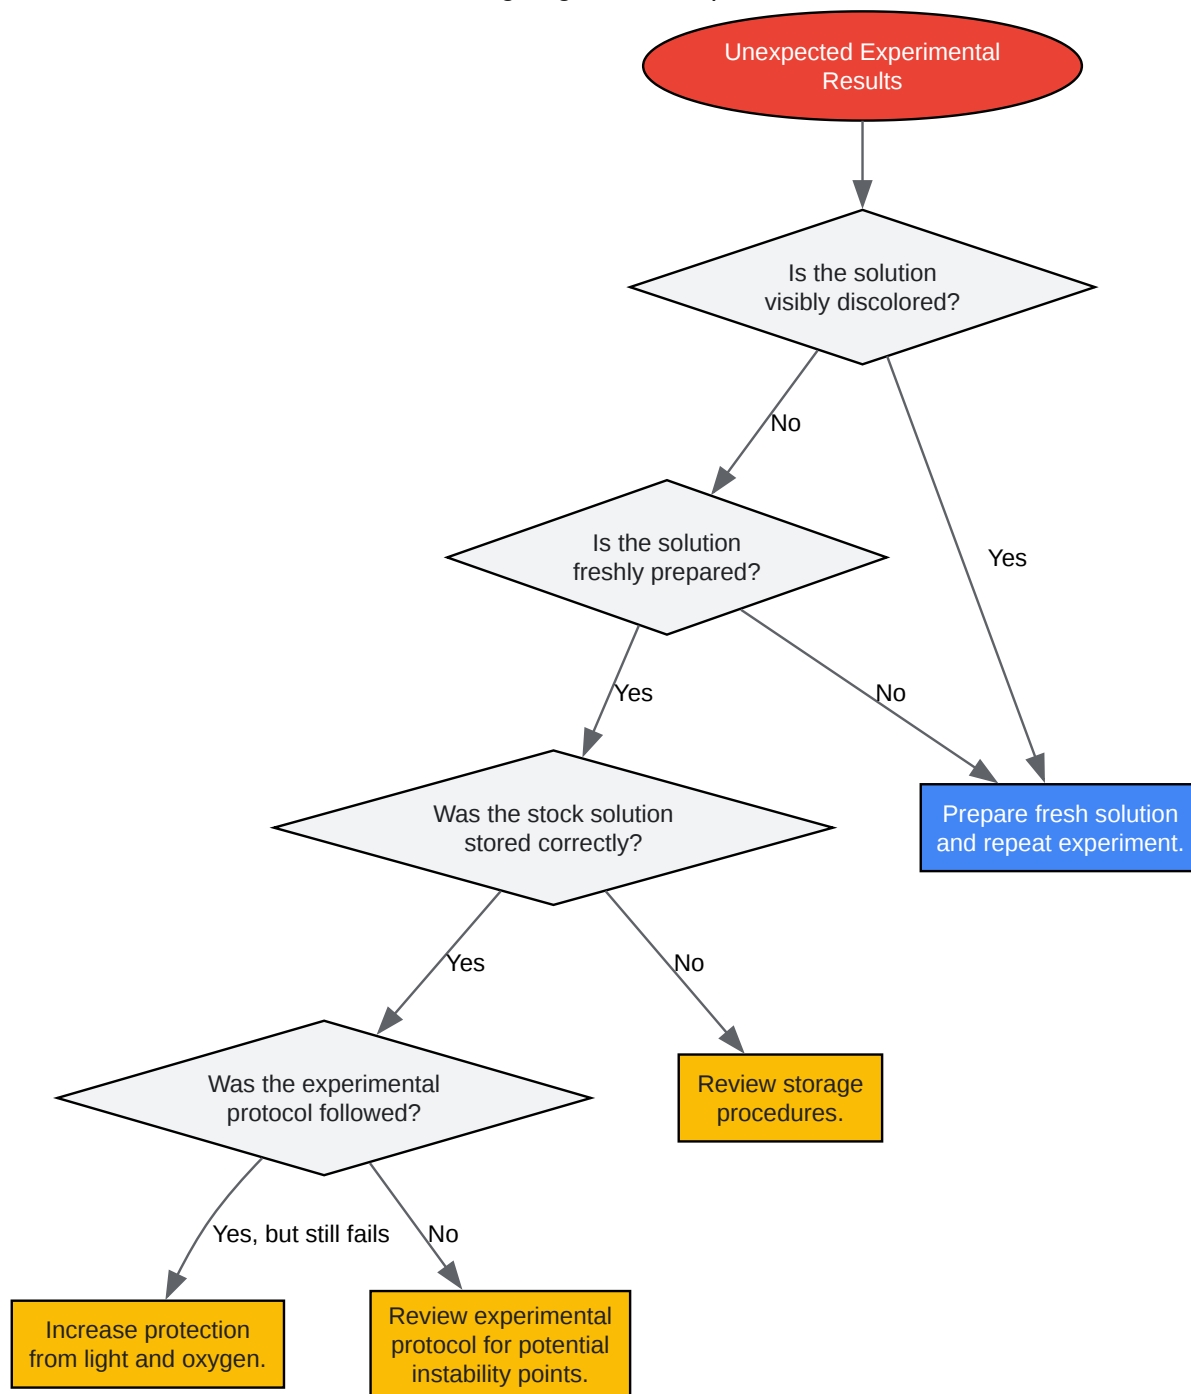 Unexpected Experimental
Results
Is the solution
visibly discolored?
No
Yes
Is the solution
freshly prepared?
Yes
No
Was the stock solution
stored correctly?
Prepare fresh solution
and repeat experiment.
Yes
No
Was the experimental
protocol followed?
Review storage
procedures.
Yes, but still fails
No
Increase protection
from light and oxygen.
Review experimental
protocol for potential
instability points.